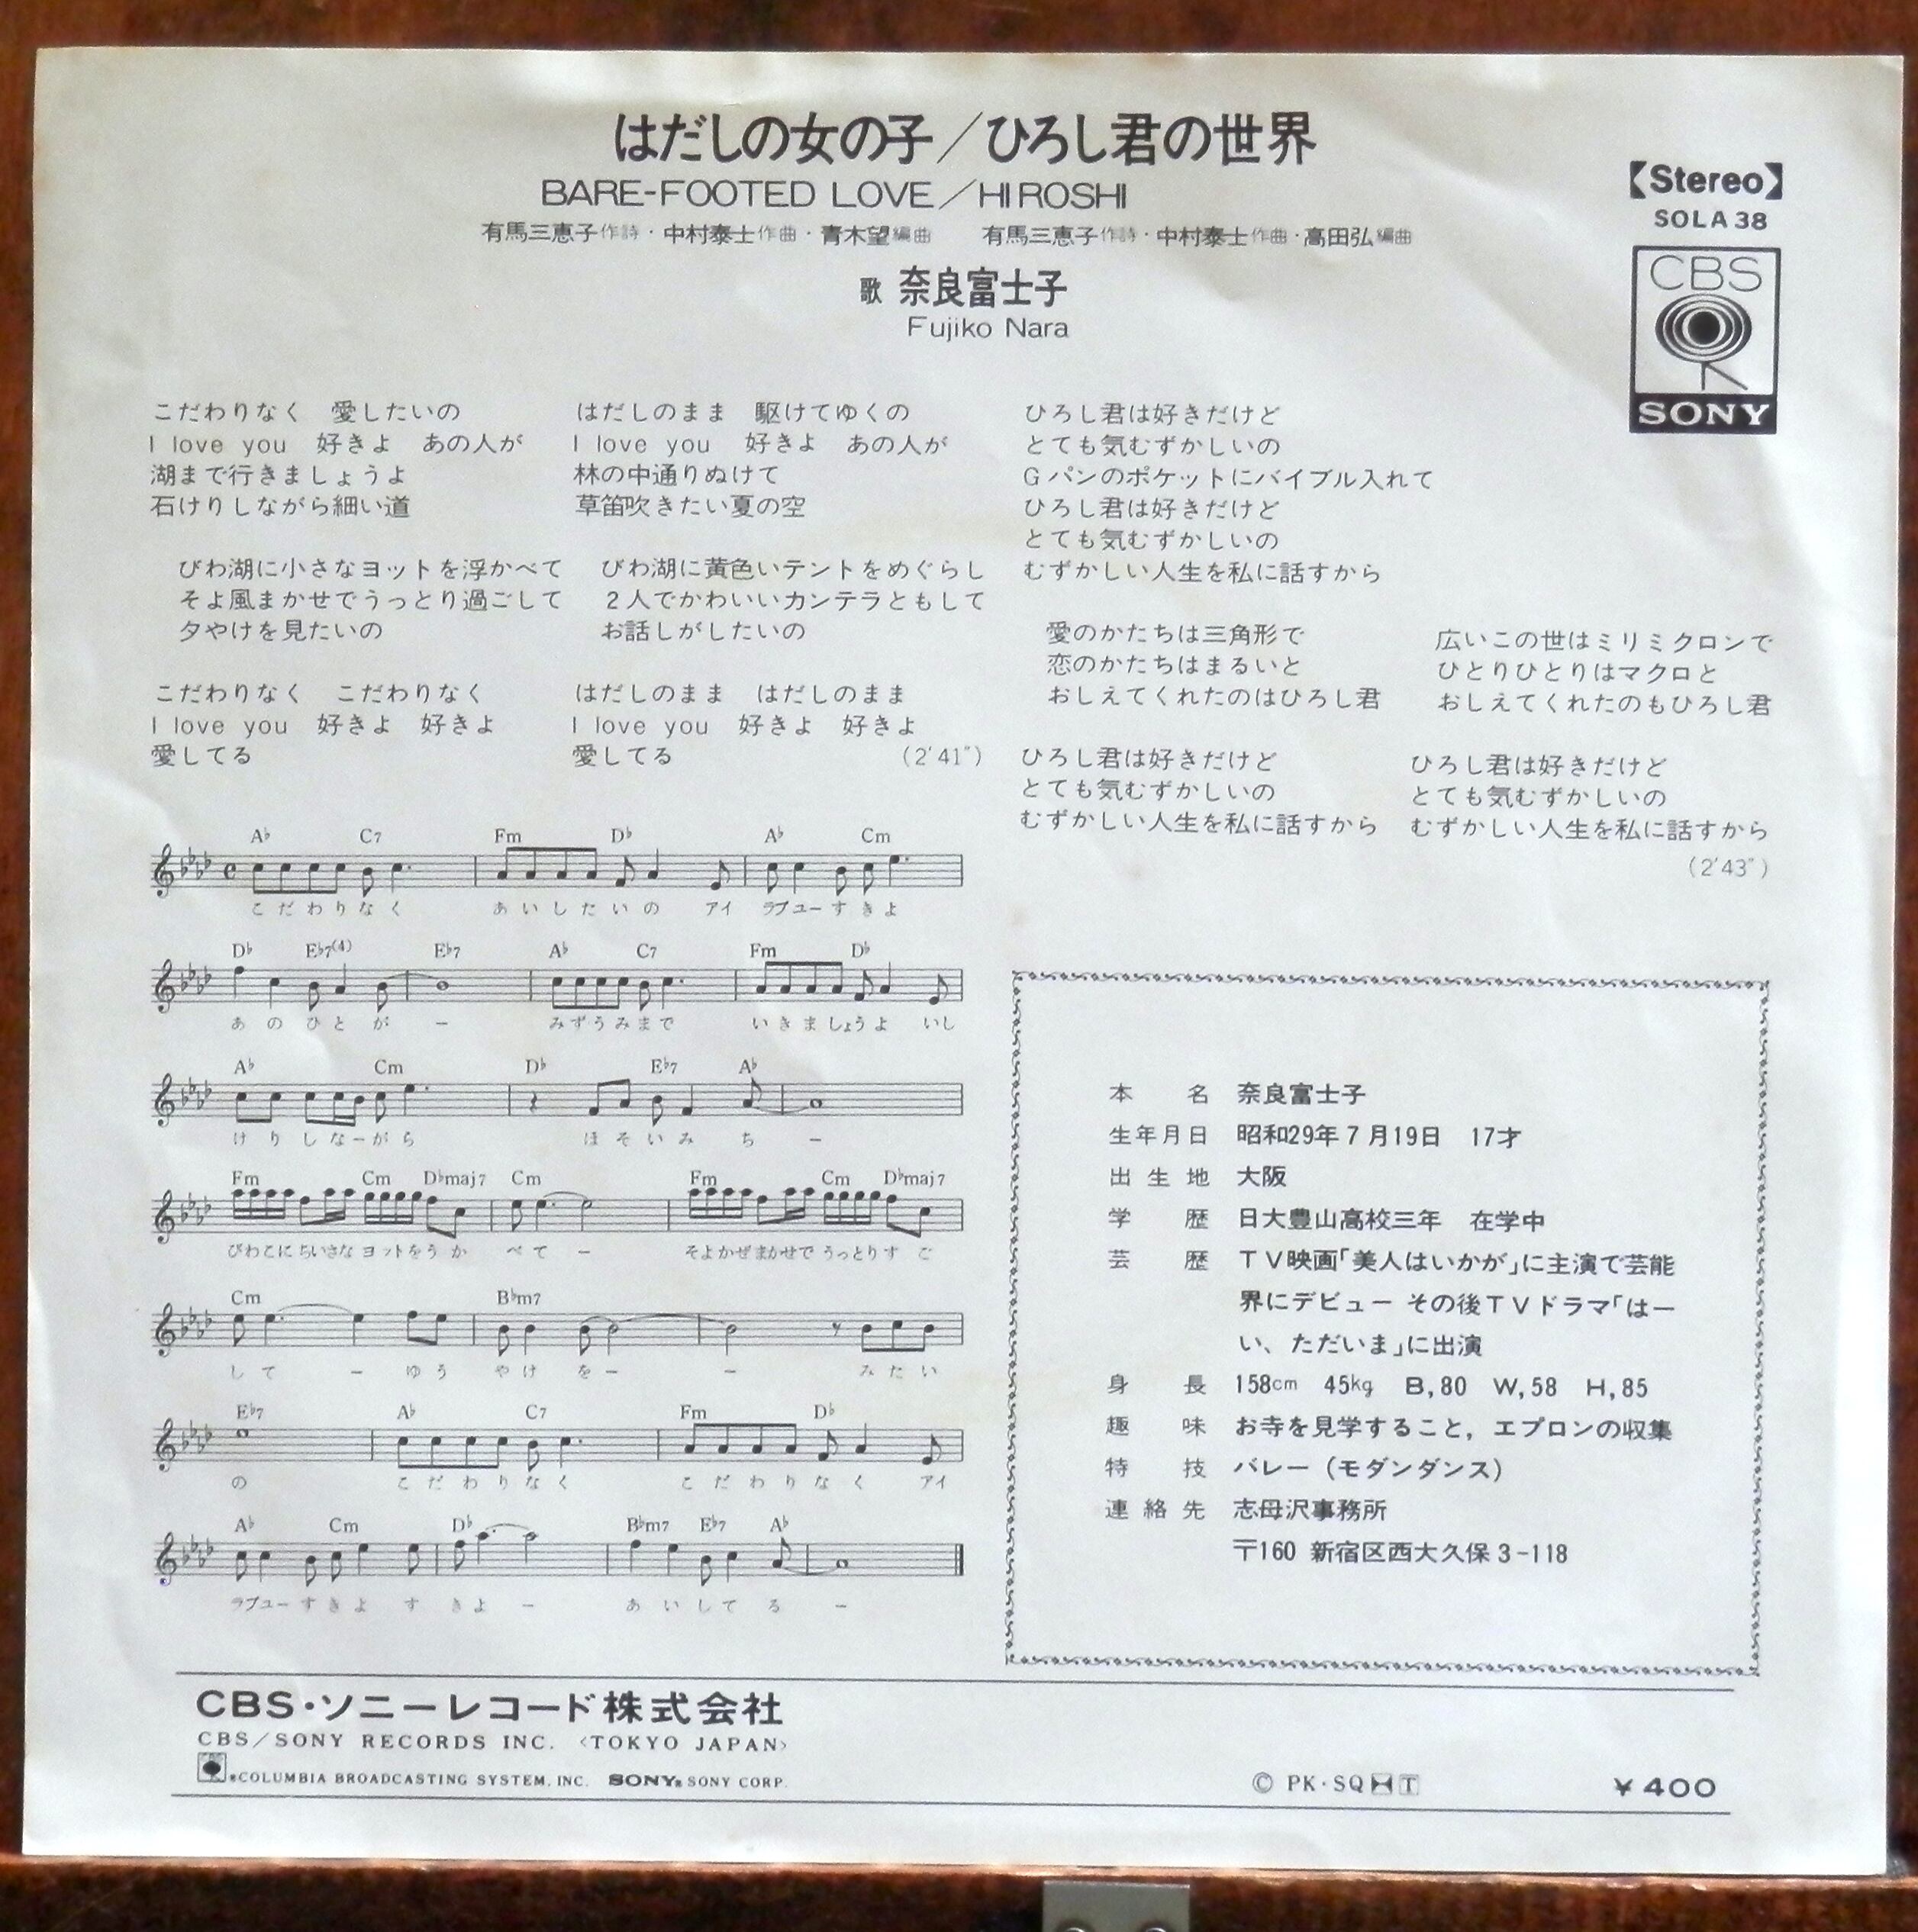 はだしの女の子／ひろし君の世界
BARE-FOOTED LOVE／HIROSHI
有馬三恵子作詩・中村泰士作曲・青木望編曲　有馬三恵子作詩・中村泰士作曲・高田弘編曲
歌 奈良富士子
Fujiko Nara
【Stereo】
SOLA 38
CBS
SONY
こだわりなく　愛したいの
I love you　好きよ　あの人が
湖まで行きましょうよ
石けりしながら細い道
びわ湖に小さなヨットを浮かべて
そよ風まかせでうっとり過ごして
夕やけを見たいの
こだわりなく　こだわりなく
I love you　好きよ　好きよ
愛してる
はだしのまま　駆けてゆくの
I love you　好きよ　あの人が
林の中通りぬけて
草笛吹きたい夏の空
びわ湖に黄色いテントをめぐらし
2人でかわいいカンテラともして
お話しがしたいの
はだしのまま　はだしのまま
I love you　好きよ　好きよ
愛してる　(2′41″)
ひろし君は好きだけど
とても気むずかしいの
Gパンのポケットにバイブル入れて
ひろし君は好きだけど
とても気むずかしいの
むずかしい人生を私に話すから
愛のかたちは三角形で
恋のかたちはまるいと
おしえてくれたのはひろし君
ひろし君は好きだけど
とても気むずかしいの
むずかしい人生を私に話すから
広いこの世はミリミクロンで
ひとりひとりはマクロと
おしえてくれたのもひろし君
ひろし君は好きだけど
とても気むずかしいの
むずかしい人生を私に話すから
(2′43″)
A♭ C7 Fm D♭ A♭ Cm
こだわりなく あいしたいの アイ ラブユーすきよ
D♭ E♭7(4) E♭7 A♭ C7 Fm D♭
あのひとがー みずうみまで いきましょうよ いし
A♭ Cm D♭ E♭7 A♭
けりしなーがら ほそいみちー
Fm Cm D♭maj7 Cm Fm Cm D♭maj7
びわこにちいさなヨットをうか べてー そよかぜまかせでうっとりすご
Cm B♭m7
してーゆう やけをー ー みたい
E♭7 A♭ C7 Fm D♭
の こだわりなく こだわりなく アイ
A♭ Cm D♭ B♭m7 E♭7 A♭
ラブユーすきよ す きよー あいしてるー
本名　奈良富士子
生年月日　昭和29年7月19日　17才
出生地　大阪
学歴　日大豊山高校三年　在学中
芸歴　TV映画｢美人はいかが｣に主演で芸能
界にデビュー その後TVドラマ｢はー
い、ただいま｣に出演
身長　158cm　45kg　B,80　W,58　H,85
趣味　お寺を見学すること，エプロンの収集
特技　バレー（モダンダンス）
連絡先　志母沢事務所
〒160 新宿区西大久保3-118
CBS・ソニーレコード株式会社
CBS／SONY RECORDS INC. <TOKYO JAPAN>
®COLUMBIA BROADCASTING SYSTEM, INC. SONY® SONY CORP.
© PK・SQ T
¥400